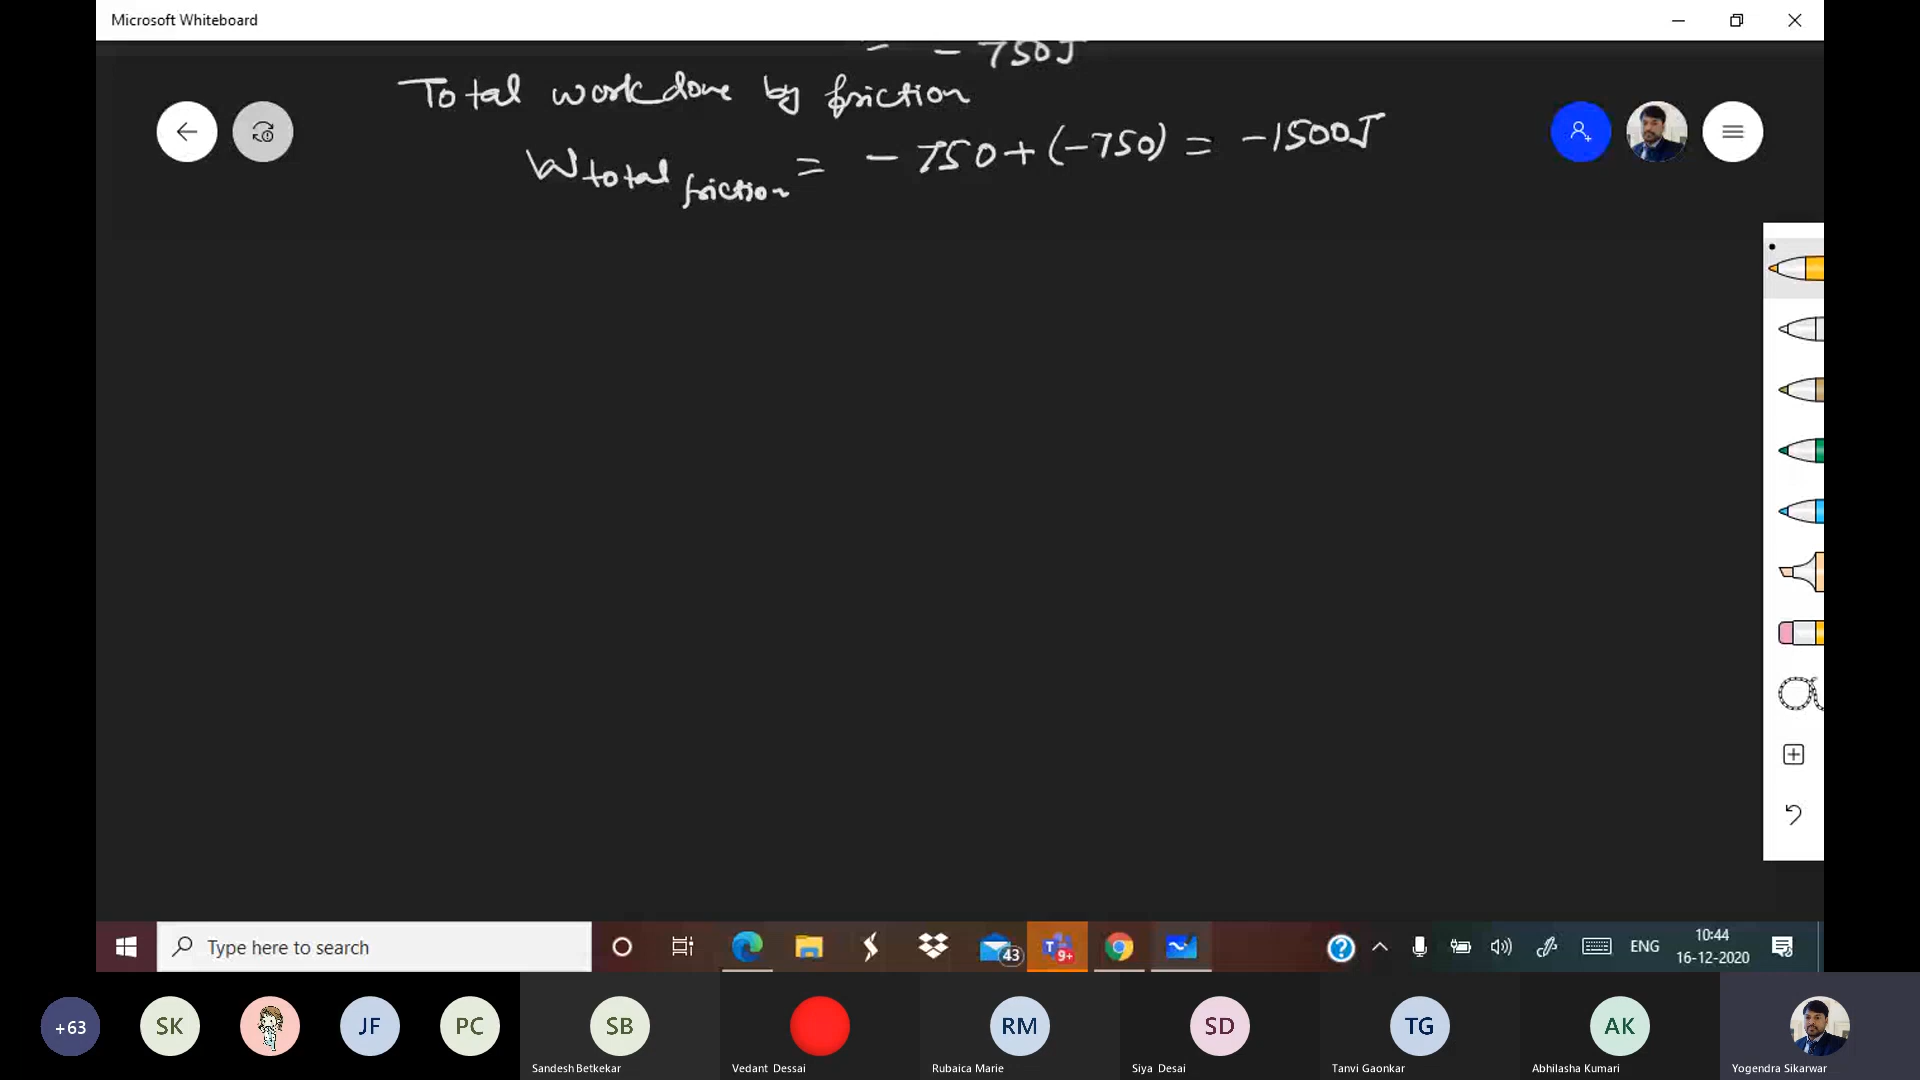 Microsoft Whiteboard
= - 750J
Total workdone by friction
Wtotal friction = - 750 + (-750) = -1500J
Type here to search
43
9+
ENG
10:44
16-12-2020
+63
SK
JF
PC
SB
RM
SD
TG
AK
Sandesh Betkekar
Vedant Dessai
Rubaica Marie
Siya Desai
Tanvi Gaonkar
Abhilasha Kumari
Yogendra Sikarwar